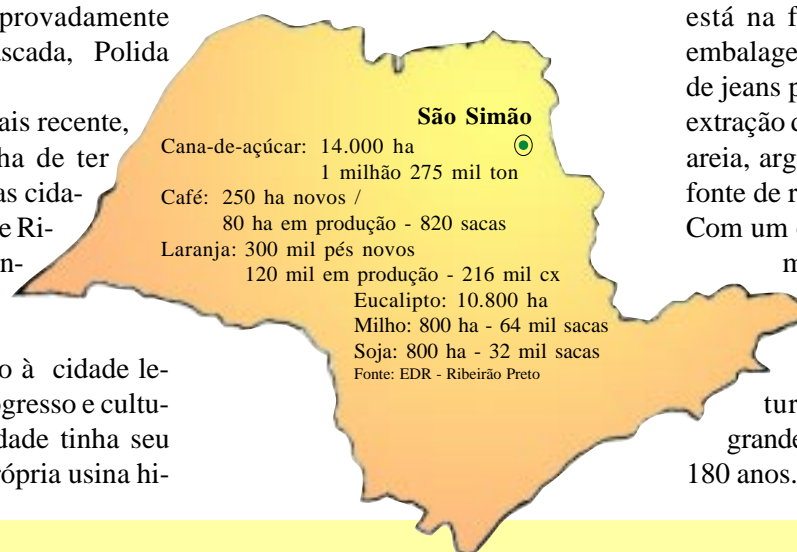 provadamente
scada, Polida
ais recente,
ha de ter
as cida-
e Ri-
n-
o à cidade le-
gresso e cultu-
dade tinha seu
rópria usina hi-
São Simão
Cana-de-açúcar: 14.000 ha
1 milhão 275 mil ton
Café: 250 ha novos /
80 ha em produção - 820 sacas
Laranja: 300 mil pés novos
120 mil em produção - 216 mil cx
Eucalipto: 10.800 ha
Milho: 800 ha - 64 mil sacas
Soja: 800 ha - 32 mil sacas
Fonte: EDR - Ribeirão Preto
está na f
embalage
de jeans p
extração d
areia, arg
fonte de r
Com um
m
tur
grande
180 anos.